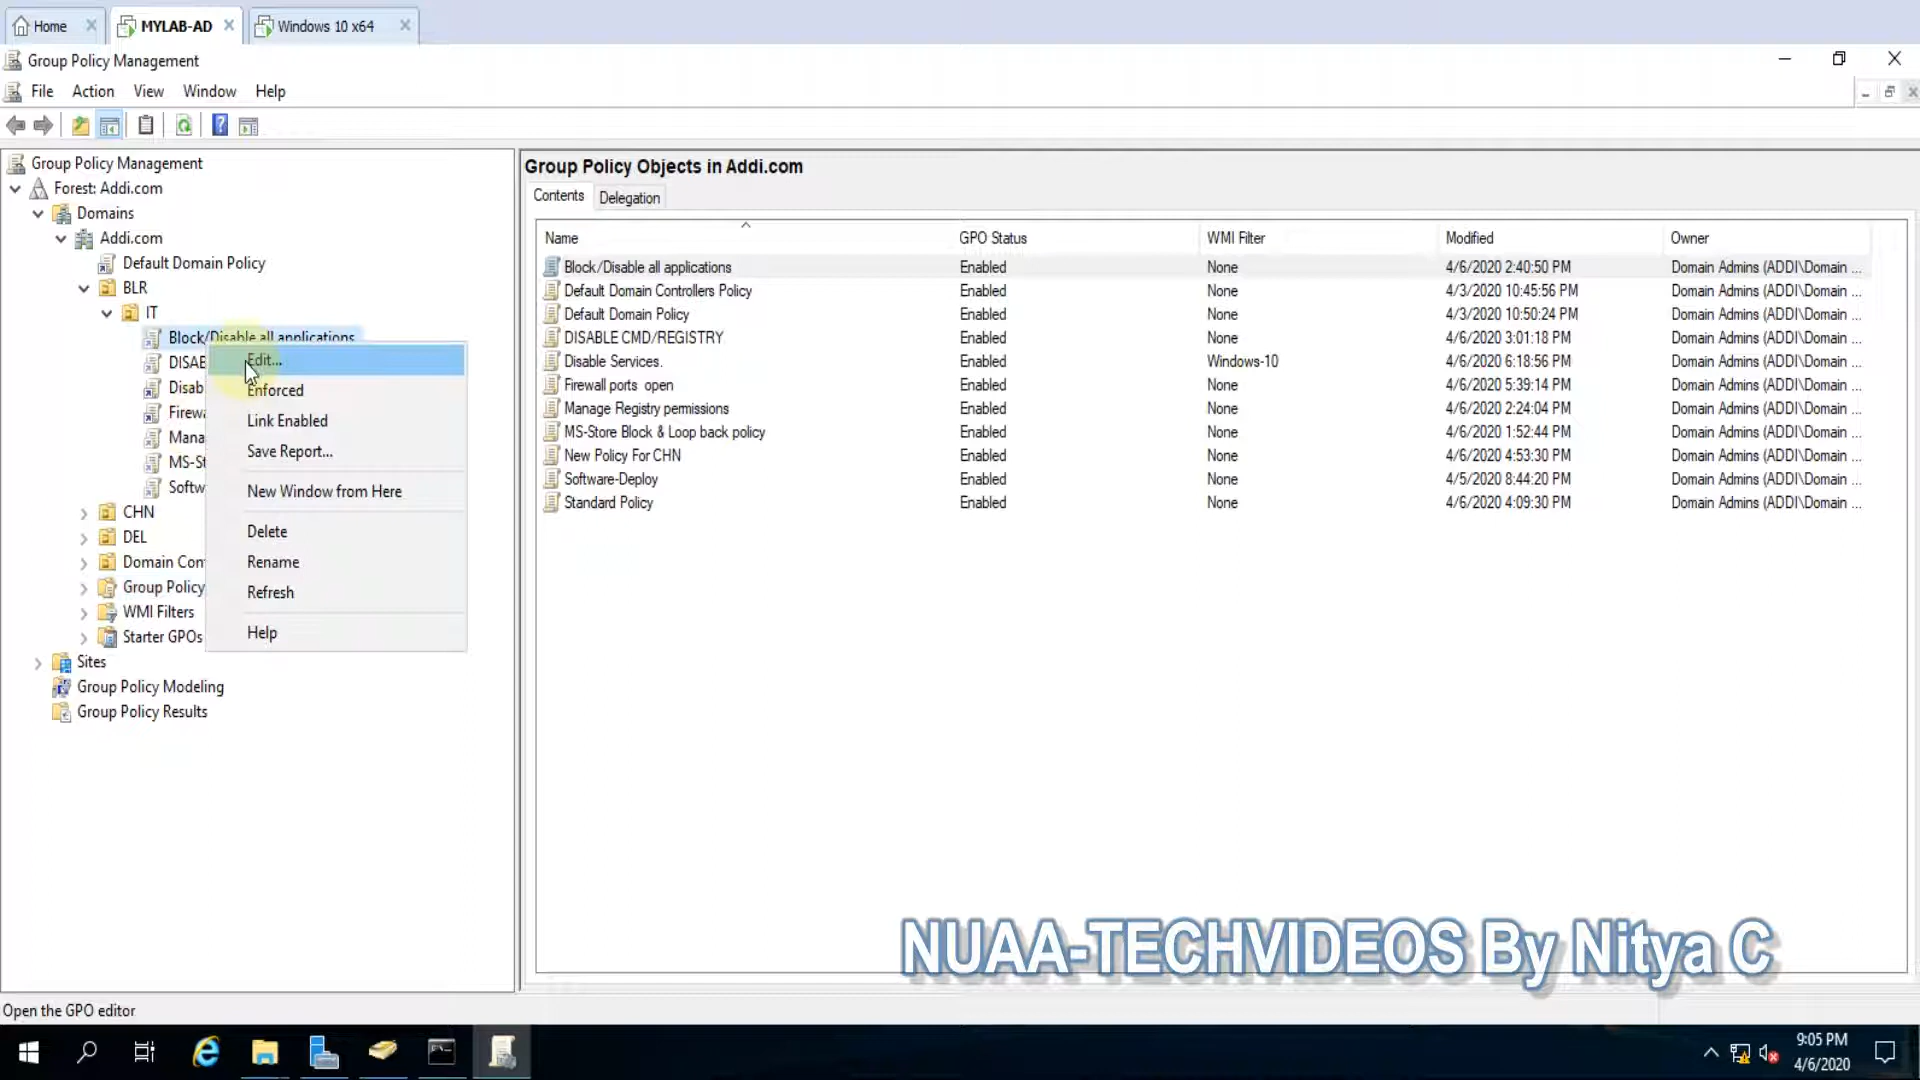 Home
MYLAB-AD
Windows 10 x64
Group Policy Management
File Action View Window Help
Group Policy Management
Forest: Addi.com
Domains
Addi.com
Default Domain Policy
BLR
IT
Block/Disable all applications
DISAB
Disab
Firewa
Mana
MS-St
Softw
CHN
DEL
Domain Con
Group Policy
WMI Filters
Starter GPOs
Sites
Group Policy Modeling
Group Policy Results
Edit...
Enforced
Link Enabled
Save Report...
New Window from Here
Delete
Rename
Refresh
Help
Group Policy Objects in Addi.com
Contents Delegation
Name GPO Status WMI Filter Modified Owner
Block/Disable all applications Enabled None 4/6/2020 2:40:50 PM Domain Admins (ADDI\Domain ...
Default Domain Controllers Policy Enabled None 4/3/2020 10:45:56 PM Domain Admins (ADDI\Domain ...
Default Domain Policy Enabled None 4/3/2020 10:50:24 PM Domain Admins (ADDI\Domain ...
DISABLE CMD/REGISTRY Enabled None 4/6/2020 3:01:18 PM Domain Admins (ADDI\Domain ...
Disable Services. Enabled Windows-10 4/6/2020 6:18:56 PM Domain Admins (ADDI\Domain ...
Firewall ports open Enabled None 4/6/2020 5:39:14 PM Domain Admins (ADDI\Domain ...
Manage Registry permissions Enabled None 4/6/2020 2:24:04 PM Domain Admins (ADDI\Domain ...
MS-Store Block & Loop back policy Enabled None 4/6/2020 1:52:44 PM Domain Admins (ADDI\Domain ...
New Policy For CHN Enabled None 4/6/2020 4:53:30 PM Domain Admins (ADDI\Domain ...
Software-Deploy Enabled None 4/5/2020 8:44:20 PM Domain Admins (ADDI\Domain ...
Standard Policy Enabled None 4/6/2020 4:09:30 PM Domain Admins (ADDI\Domain ...
NUAA-TECHVIDEOS By Nitya C
Open the GPO editor
9:05 PM
4/6/2020